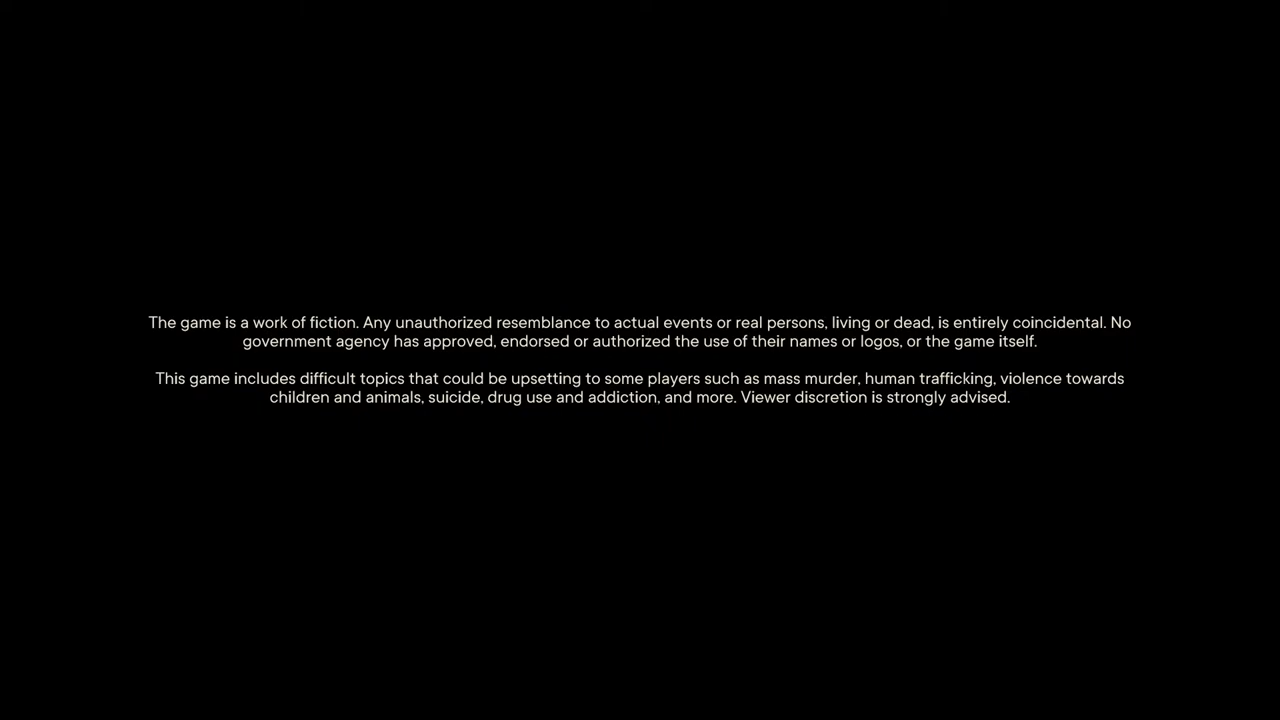 The game is a work of fiction. Any unauthorized resemblance to actual events or real persons, living or dead, is entirely coincidental. No
government agency has approved, endorsed or authorized the use of their names or logos, or the game itself.
This game includes difficult topics that could be upsetting to some players such as mass murder, human trafficking, violence towards
children and animals, suicide, drug use and addiction, and more. Viewer discretion is strongly advised.